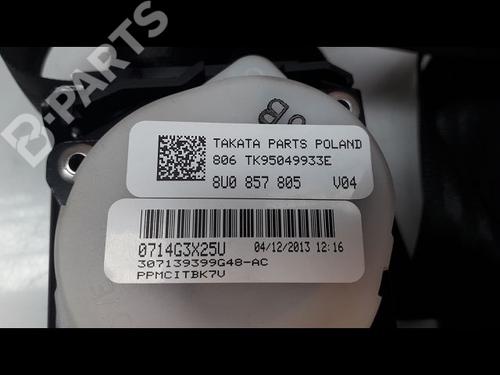 B-PARTS
TAKATA PARTS POLAND
806 TK95049933E
8U0 857 805 V04
0714G3X25U 04/12/2013 12:16
307139399G48-AC
PPMCITBK7V